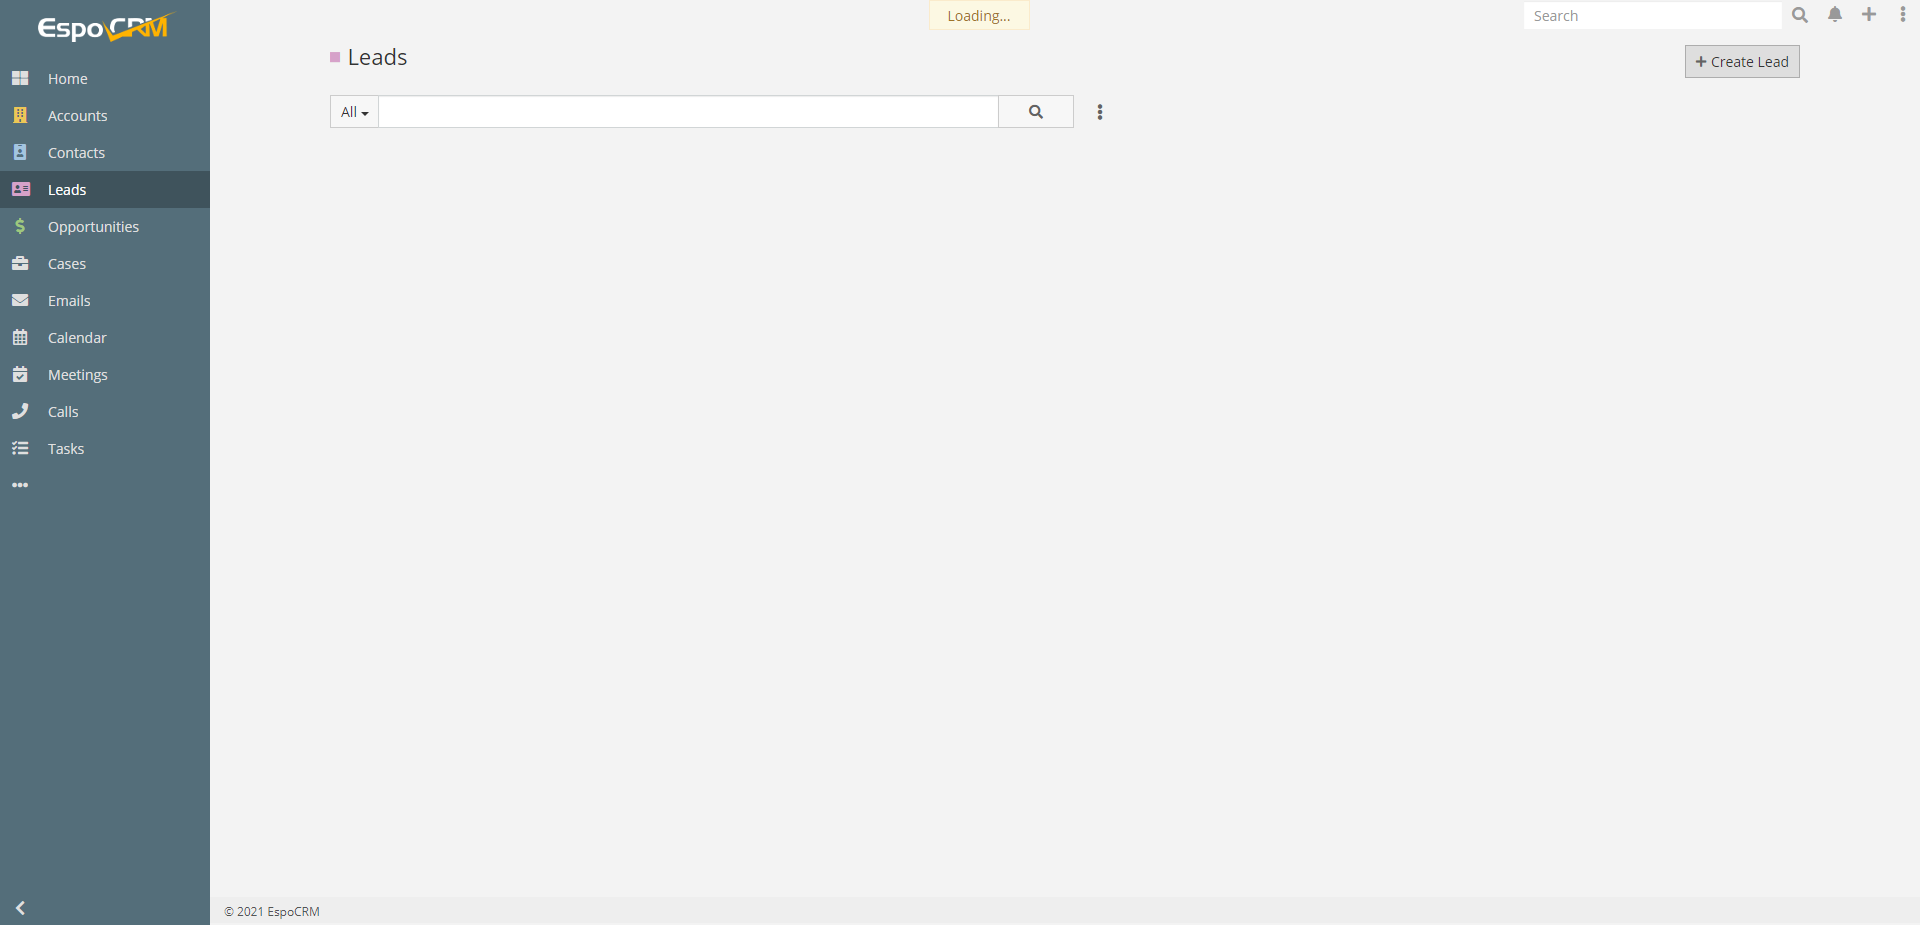 EspoCRM
Loading...
Search
Leads
+ Create Lead
All
Home
Accounts
Contacts
Leads
Opportunities
Cases
Emails
Calendar
Meetings
Calls
Tasks
© 2021 EspoCRM